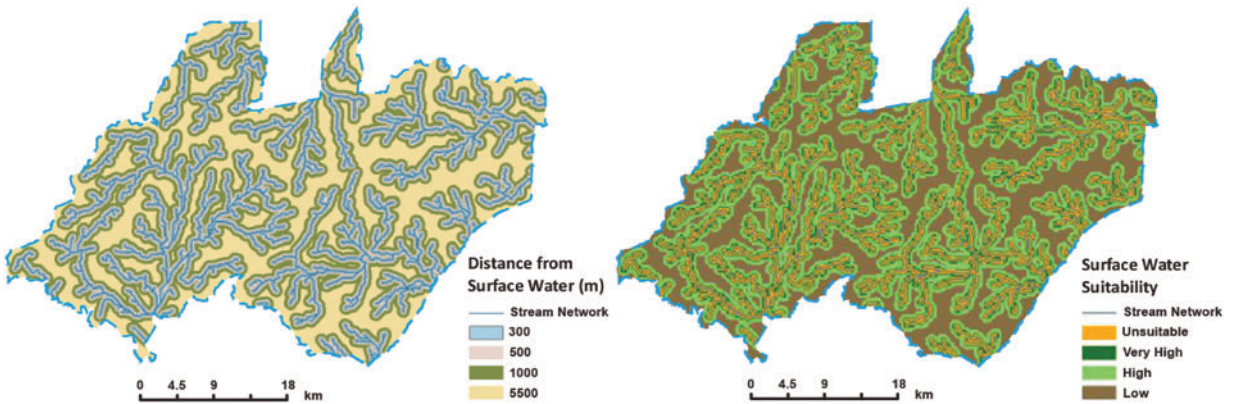 Distance from
Surface Water (m)
Stream Network
300
500
1000
5500
0 4.5 9 18
km
Surface Water
Suitability
Stream Network
Unsuitable
Very High
High
Low
0 4.5 9 18
km